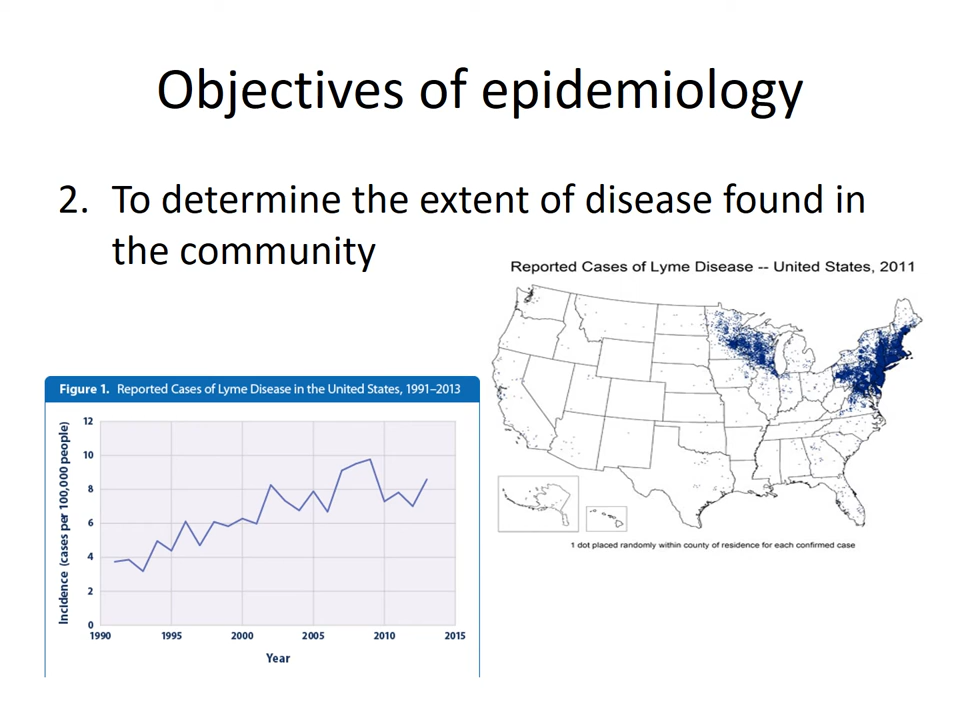 Objectives of epidemiology
2. To determine the extent of disease found in
the community
Reported Cases of Lyme Disease -- United States, 2011
1 dot placed randomly within county of residence for each confirmed case
Figure 1. Reported Cases of Lyme Disease in the United States, 1991–2013
Incidence (cases per 100,000 people)
12
10
8
6
4
2
0
1990 1995 2000 2005 2010 2015
Year